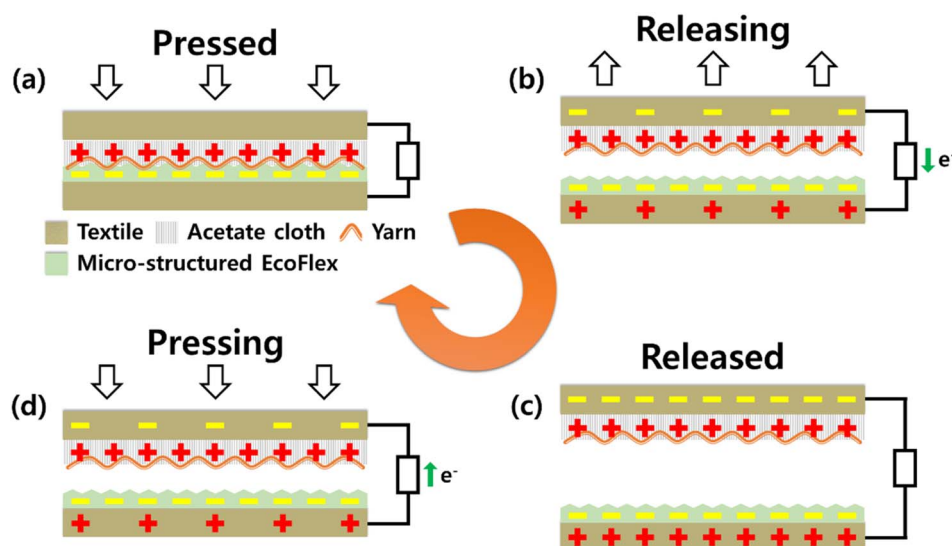 Pressed
(a)
Releasing
(b)
e⁻
Textile Acetate cloth Yarn
Micro-structured EcoFlex
Pressing
(d)
e⁻
Released
(c)